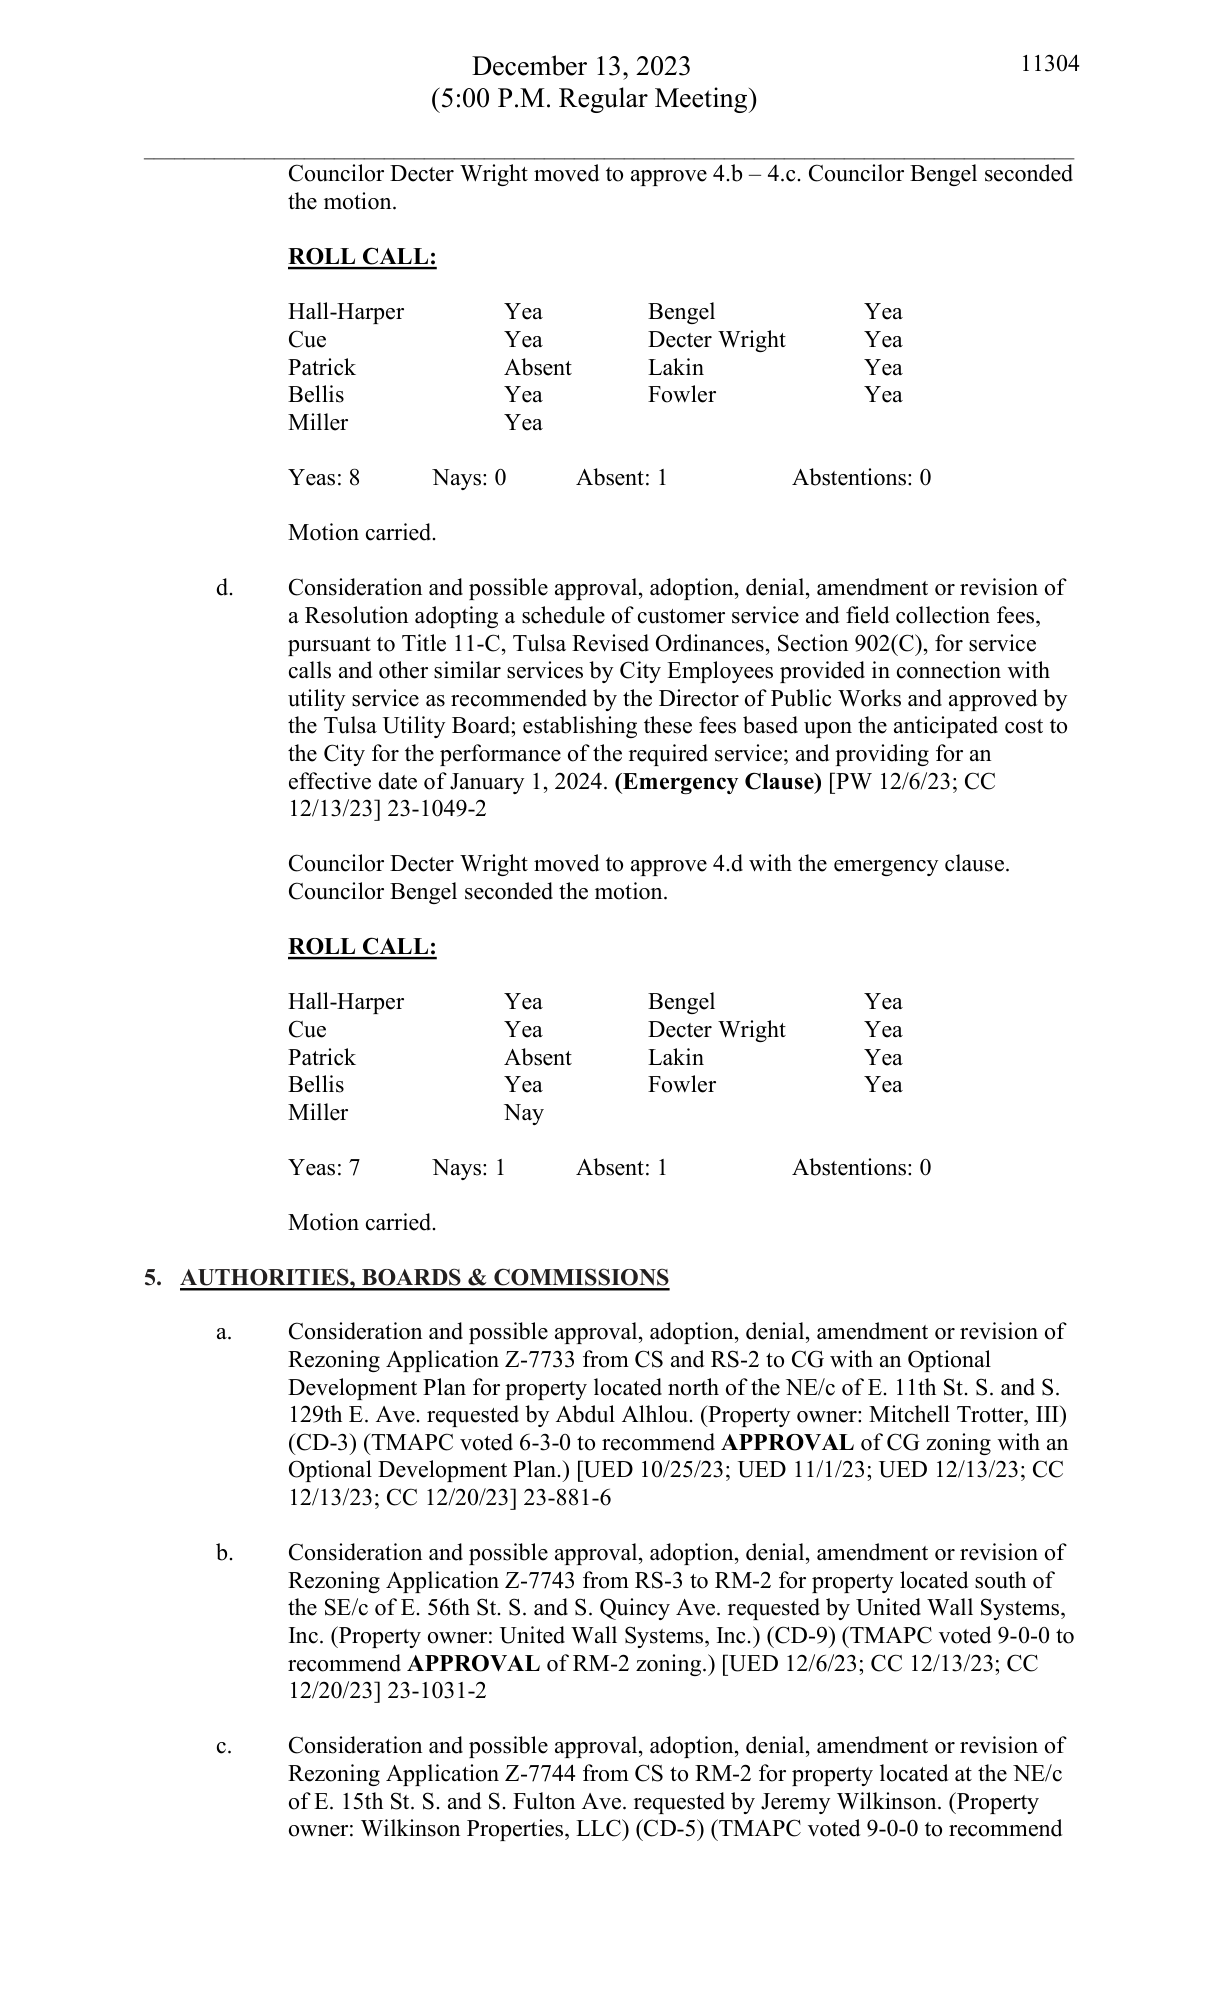 December 13, 2023
11304
(5:00 P.M. Regular Meeting)
Councilor Decter Wright moved to approve 4.b – 4.c. Councilor Bengel seconded
the motion.
ROLL CALL:
Hall-Harper Yea Bengel Yea
Cue Yea Decter Wright Yea
Patrick Absent Lakin Yea
Bellis Yea Fowler Yea
Miller Yea
Yeas: 8 Nays: 0 Absent: 1 Abstentions: 0
Motion carried.
d. Consideration and possible approval, adoption, denial, amendment or revision of
a Resolution adopting a schedule of customer service and field collection fees,
pursuant to Title 11-C, Tulsa Revised Ordinances, Section 902(C), for service
calls and other similar services by City Employees provided in connection with
utility service as recommended by the Director of Public Works and approved by
the Tulsa Utility Board; establishing these fees based upon the anticipated cost to
the City for the performance of the required service; and providing for an
effective date of January 1, 2024. (Emergency Clause) [PW 12/6/23; CC
12/13/23] 23-1049-2
Councilor Decter Wright moved to approve 4.d with the emergency clause.
Councilor Bengel seconded the motion.
ROLL CALL:
Hall-Harper Yea Bengel Yea
Cue Yea Decter Wright Yea
Patrick Absent Lakin Yea
Bellis Yea Fowler Yea
Miller Nay
Yeas: 7 Nays: 1 Absent: 1 Abstentions: 0
Motion carried.
5. AUTHORITIES, BOARDS & COMMISSIONS
a. Consideration and possible approval, adoption, denial, amendment or revision of
Rezoning Application Z-7733 from CS and RS-2 to CG with an Optional
Development Plan for property located north of the NE/c of E. 11th St. S. and S.
129th E. Ave. requested by Abdul Alhlou. (Property owner: Mitchell Trotter, III)
(CD-3) (TMAPC voted 6-3-0 to recommend APPROVAL of CG zoning with an
Optional Development Plan.) [UED 10/25/23; UED 11/1/23; UED 12/13/23; CC
12/13/23; CC 12/20/23] 23-881-6
b. Consideration and possible approval, adoption, denial, amendment or revision of
Rezoning Application Z-7743 from RS-3 to RM-2 for property located south of
the SE/c of E. 56th St. S. and S. Quincy Ave. requested by United Wall Systems,
Inc. (Property owner: United Wall Systems, Inc.) (CD-9) (TMAPC voted 9-0-0 to
recommend APPROVAL of RM-2 zoning.) [UED 12/6/23; CC 12/13/23; CC
12/20/23] 23-1031-2
c. Consideration and possible approval, adoption, denial, amendment or revision of
Rezoning Application Z-7744 from CS to RM-2 for property located at the NE/c
of E. 15th St. S. and S. Fulton Ave. requested by Jeremy Wilkinson. (Property
owner: Wilkinson Properties, LLC) (CD-5) (TMAPC voted 9-0-0 to recommend